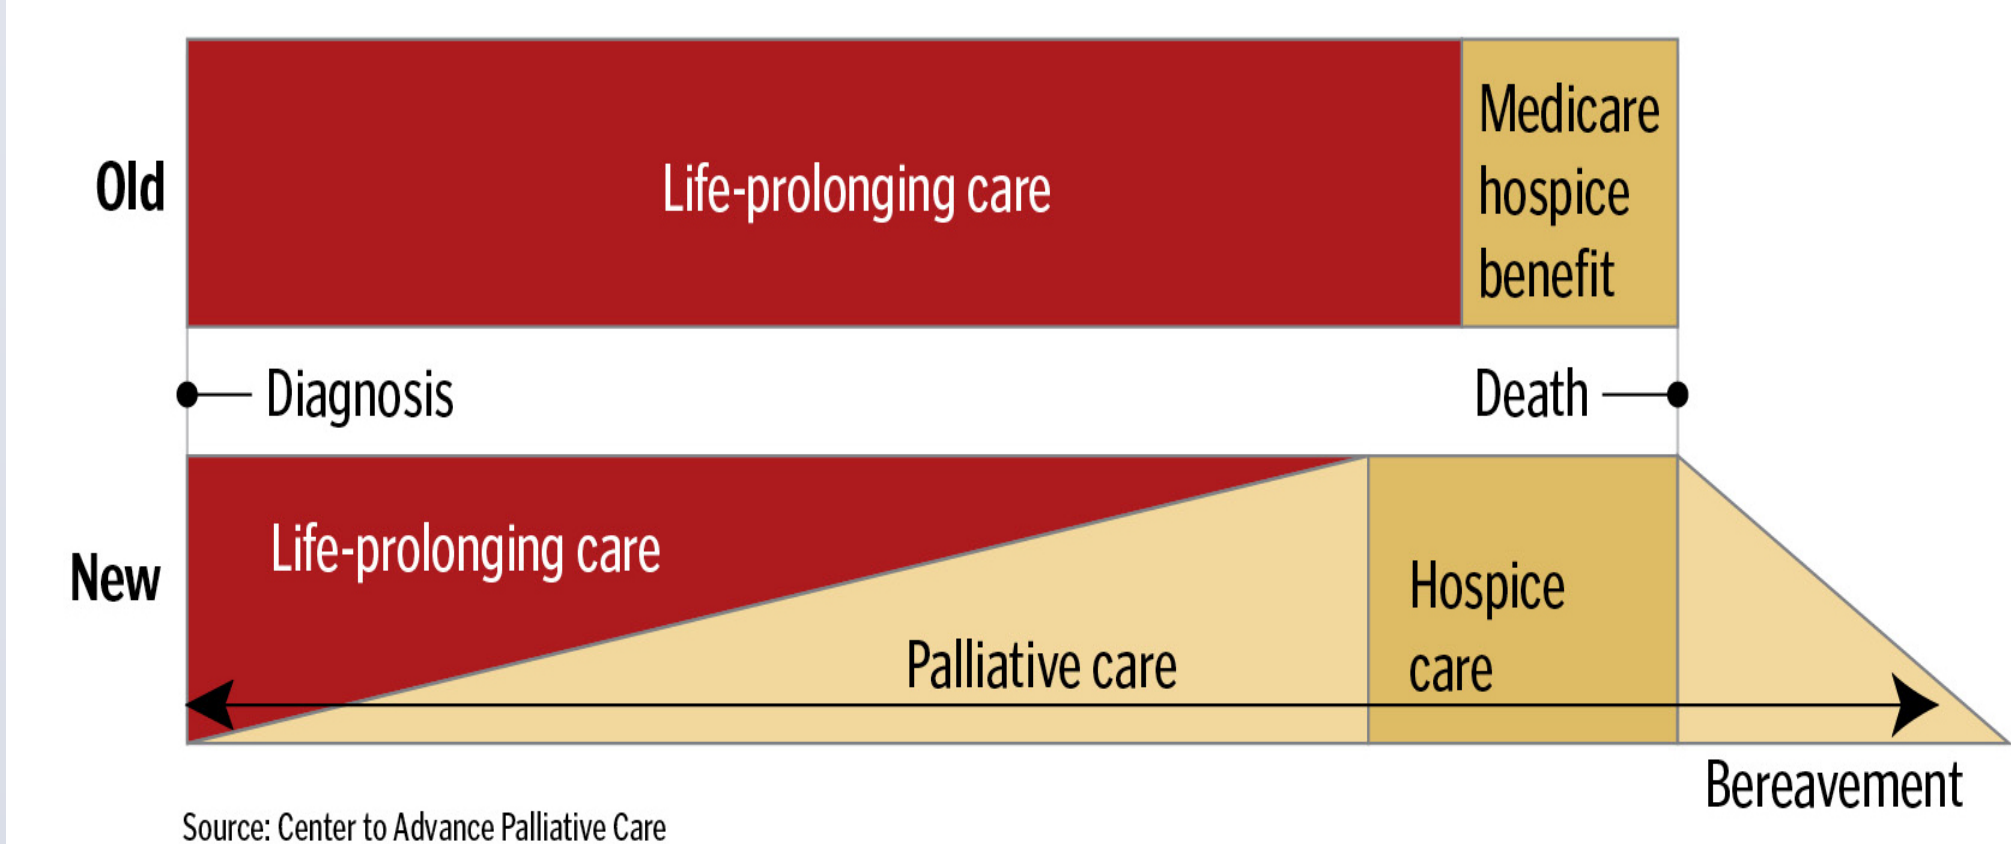 Old
Life-prolonging care
Medicare
hospice
benefit
Diagnosis
Death
New
Life-prolonging care
Palliative care
Hospice
care
Bereavement
Source: Center to Advance Palliative Care